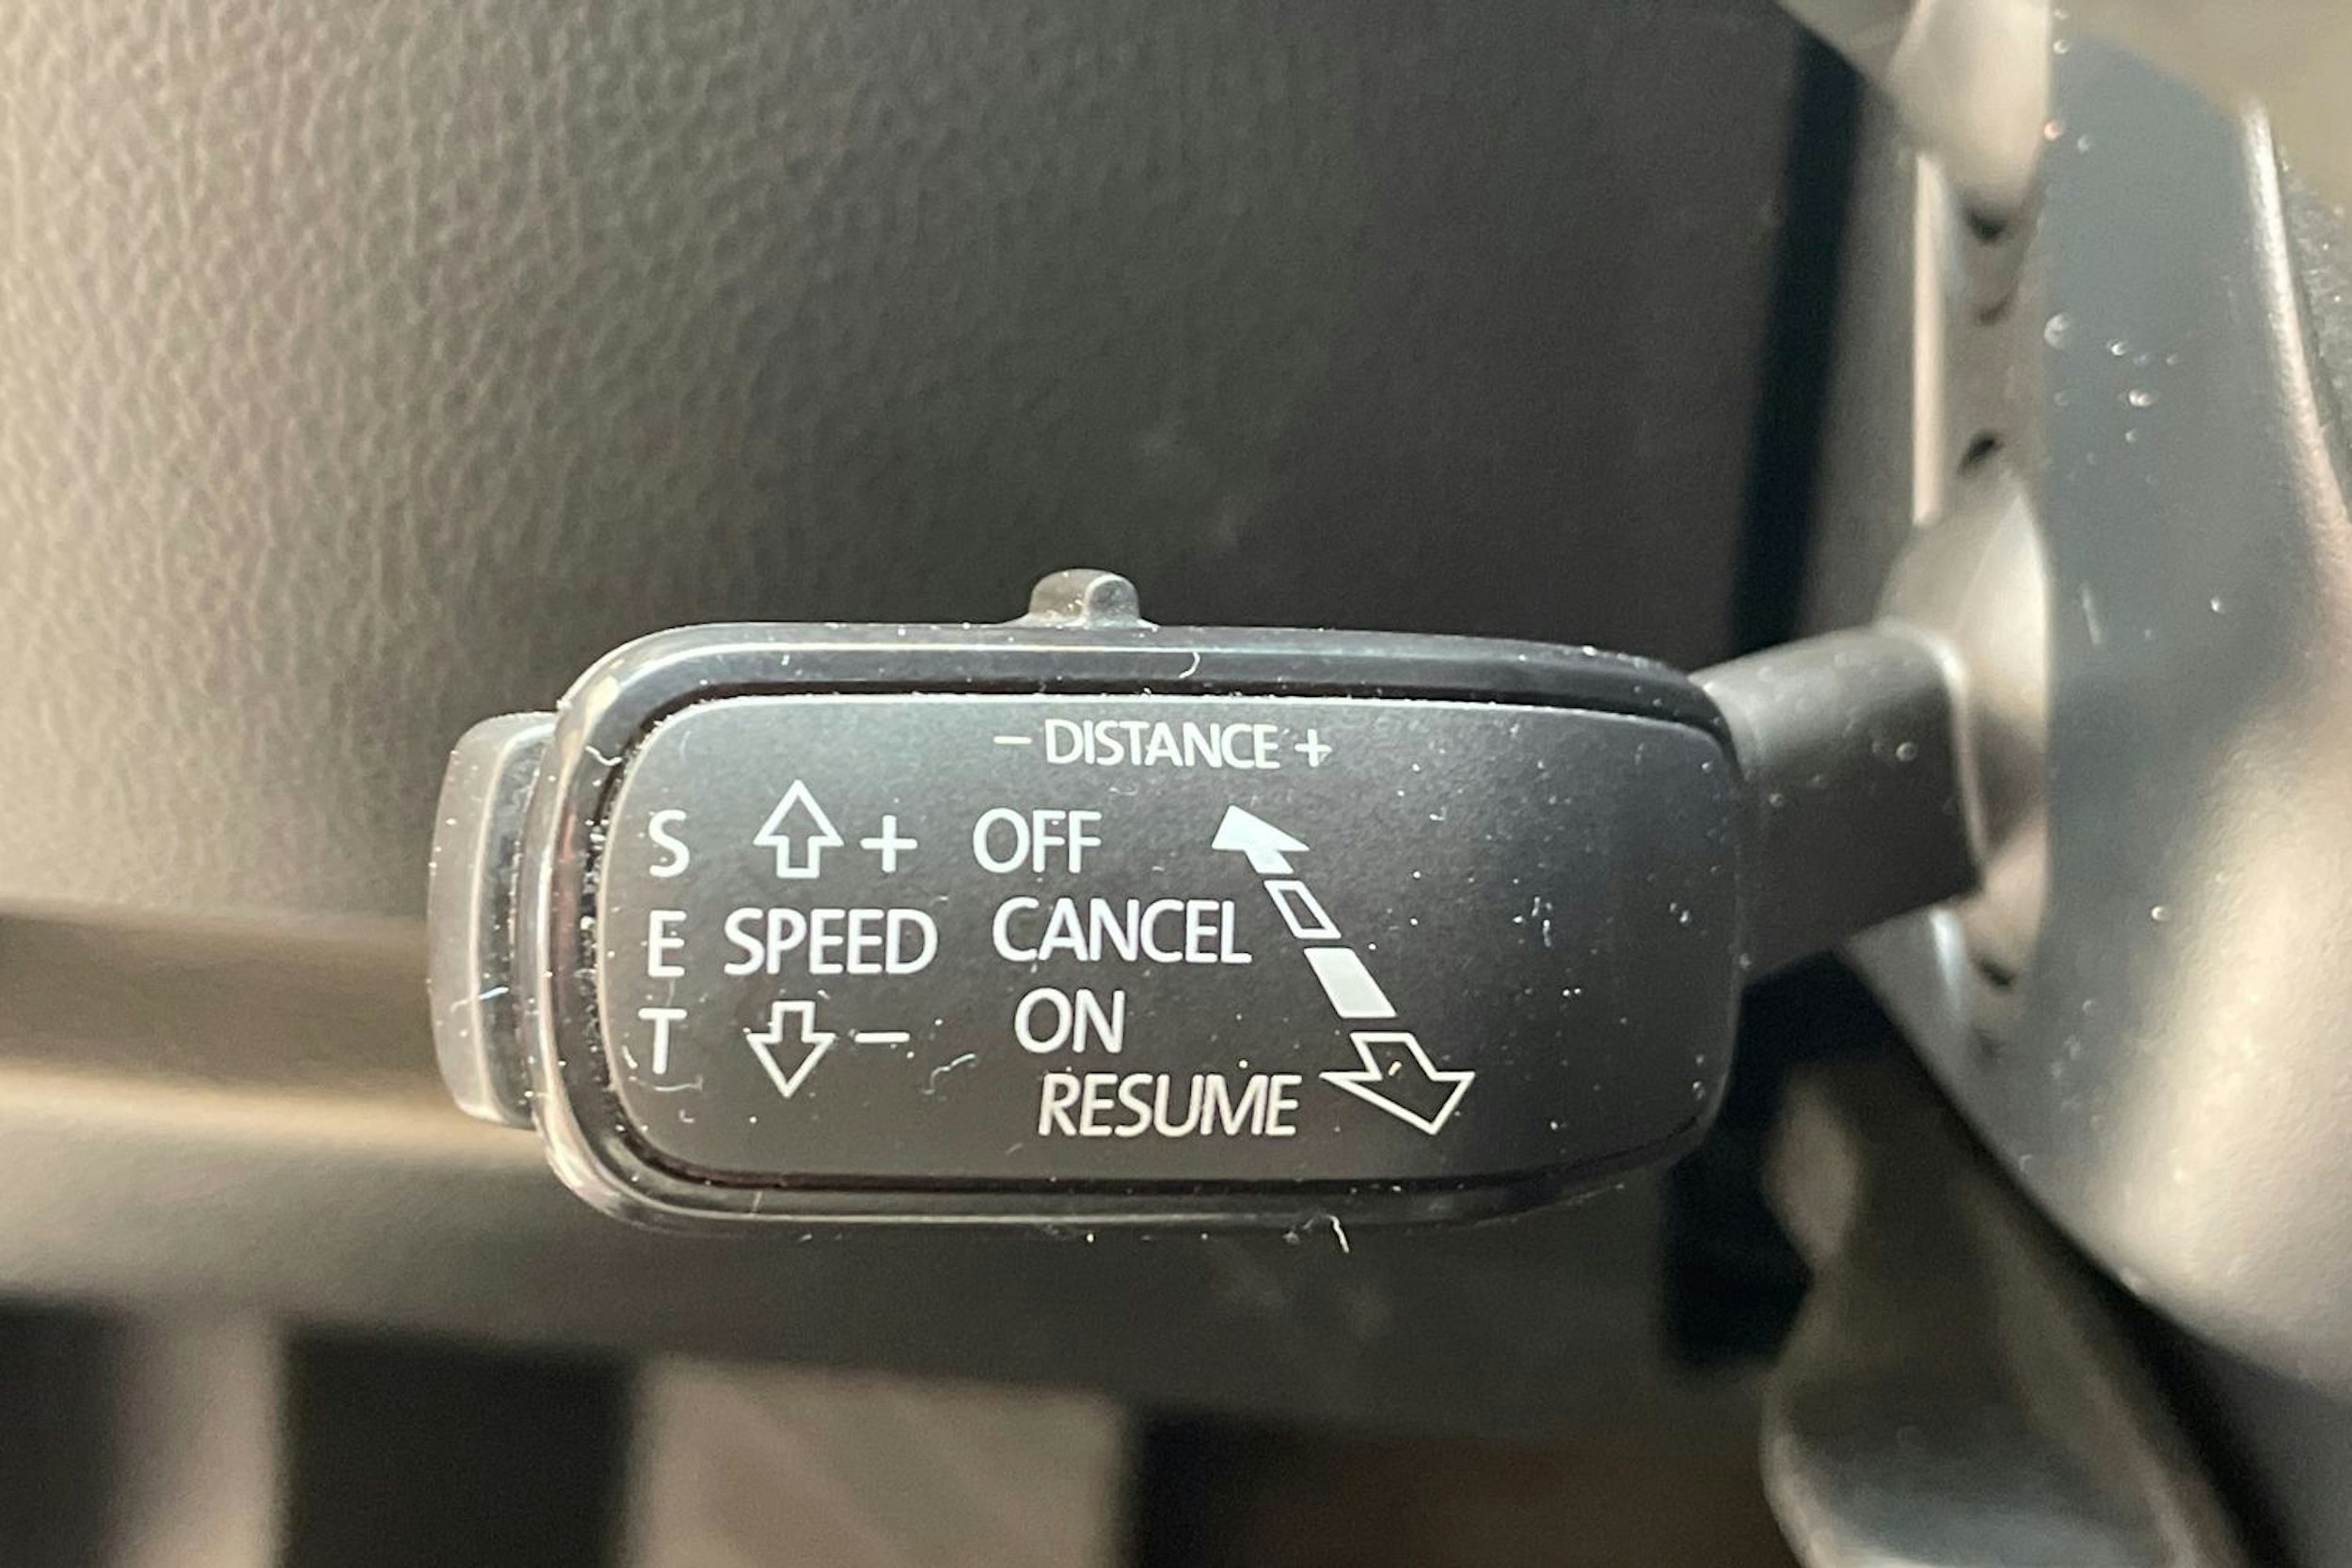 – DISTANCE +
S + OFF
E SPEED CANCEL
T – ON
RESUME